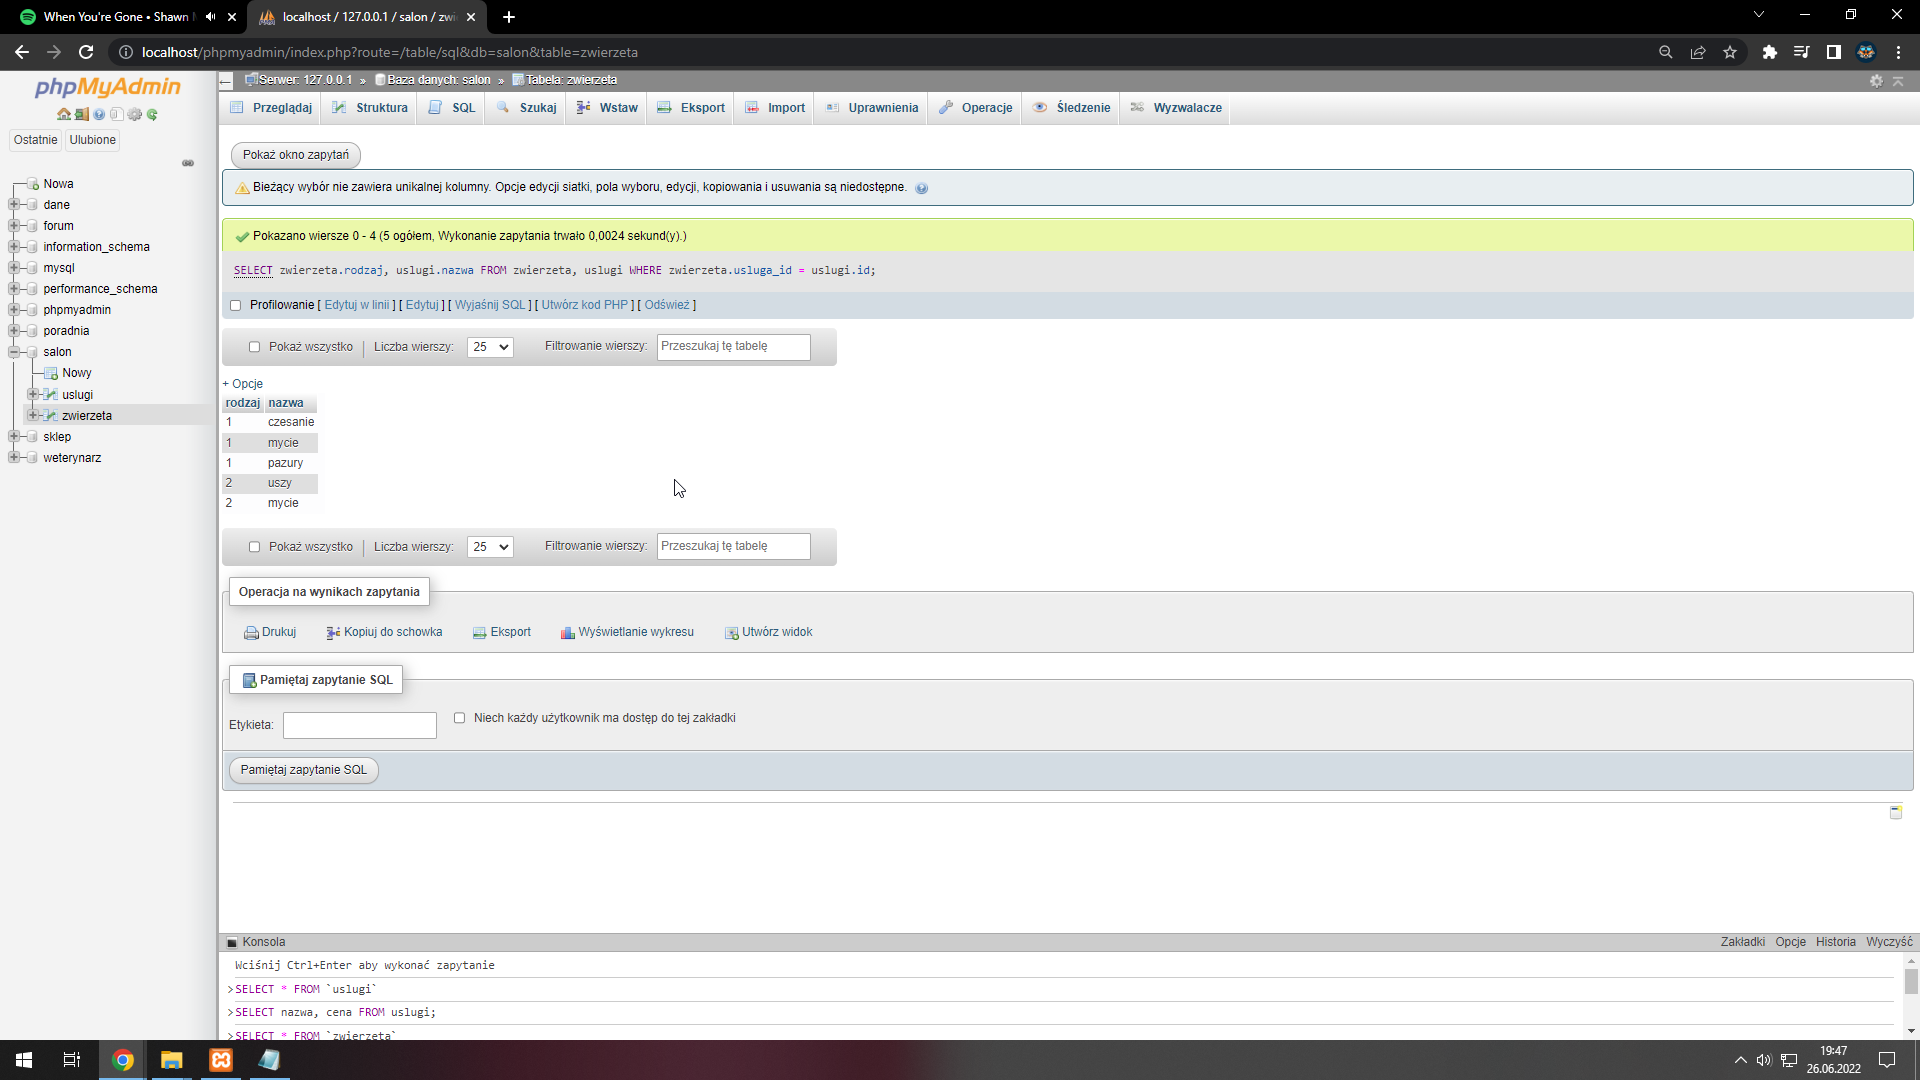 When You're Gone • Shawn
localhost / 127.0.0.1 / salon / zwi
localhost/phpmyadmin/index.php?route=/table/sql&db=salon&table=zwierzeta
phpMyAdmin
Ostatnie
Ulubione
Nowa
dane
forum
information_schema
mysql
performance_schema
phpmyadmin
poradnia
salon
Nowy
uslugi
zwierzeta
sklep
weterynarz
Serwer: 127.0.0.1 » Baza danych: salon » Tabela: zwierzeta
Przeglądaj Struktura SQL Szukaj Wstaw Eksport Import Uprawnienia Operacje Śledzenie Wyzwalacze
Pokaż okno zapytań
Bieżący wybór nie zawiera unikalnej kolumny. Opcje edycji siatki, pola wyboru, edycji, kopiowania i usuwania są niedostępne.
Pokazano wiersze 0 - 4 (5 ogółem, Wykonanie zapytania trwało 0,0024 sekund(y).)
SELECT zwierzeta.rodzaj, uslugi.nazwa FROM zwierzeta, uslugi WHERE zwierzeta.usluga_id = uslugi.id;
Profilowanie [ Edytuj w linii ] [ Edytuj ] [ Wyjaśnij SQL ] [ Utwórz kod PHP ] [ Odśwież ]
Pokaż wszystko | Liczba wierszy: 25 Filtrowanie wierszy: Przeszukaj tę tabelę
+ Opcje
rodzaj nazwa
1 czesanie
1 mycie
1 pazury
2 uszy
2 mycie
Pokaż wszystko | Liczba wierszy: 25 Filtrowanie wierszy: Przeszukaj tę tabelę
Operacja na wynikach zapytania
Drukuj Kopiuj do schowka Eksport Wyświetlanie wykresu Utwórz widok
Pamiętaj zapytanie SQL
Etykieta: Niech każdy użytkownik ma dostęp do tej zakładki
Pamiętaj zapytanie SQL
Konsola Zakładki Opcje Historia Wyczyść
Wciśnij Ctrl+Enter aby wykonać zapytanie
>SELECT * FROM `uslugi`
>SELECT nazwa, cena FROM uslugi;
>SELECT * FROM `zwierzeta`
19:47
26.06.2022